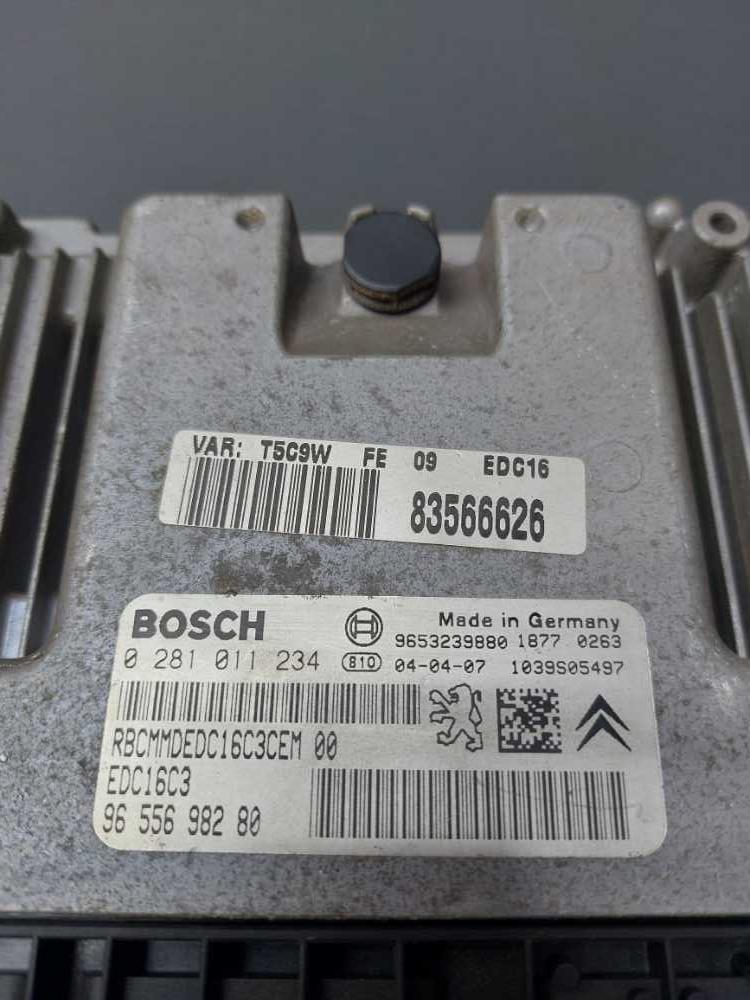 VAR: T5C9W FE 09 EDC16
83566626
BOSCH Made in Germany
9653239880 1877 0263
0 281 011 234 810 04-04-07 1039S05497
RBCMMDEDC16C3CEM 00
EDC16C3
96 556 982 80